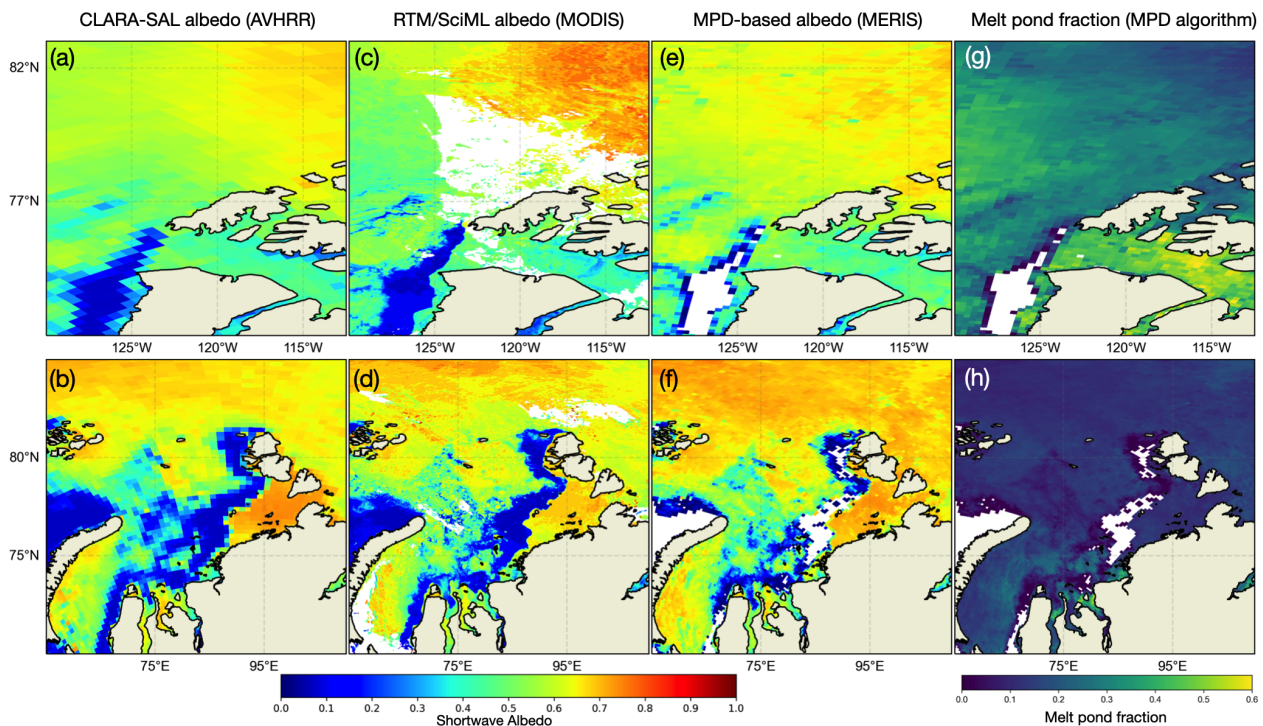 CLARA-SAL albedo (AVHRR) RTM/SciML albedo (MODIS) MPD-based albedo (MERIS) Melt pond fraction (MPD algorithm)
(a) (c) (e) (g)
82°N
77°N
125°W 120°W 115°W 125°W 120°W 115°W 125°W 120°W 115°W 125°W 120°W 115°W
(b) (d) (f) (h)
80°N
75°N
75°E 95°E 75°E 95°E 75°E 95°E 75°E 95°E
0.0 0.1 0.2 0.3 0.4 0.5 0.6 0.7 0.8 0.9 1.0
Shortwave Albedo
0.0 0.1 0.2 0.3 0.4 0.5 0.6
Melt pond fraction